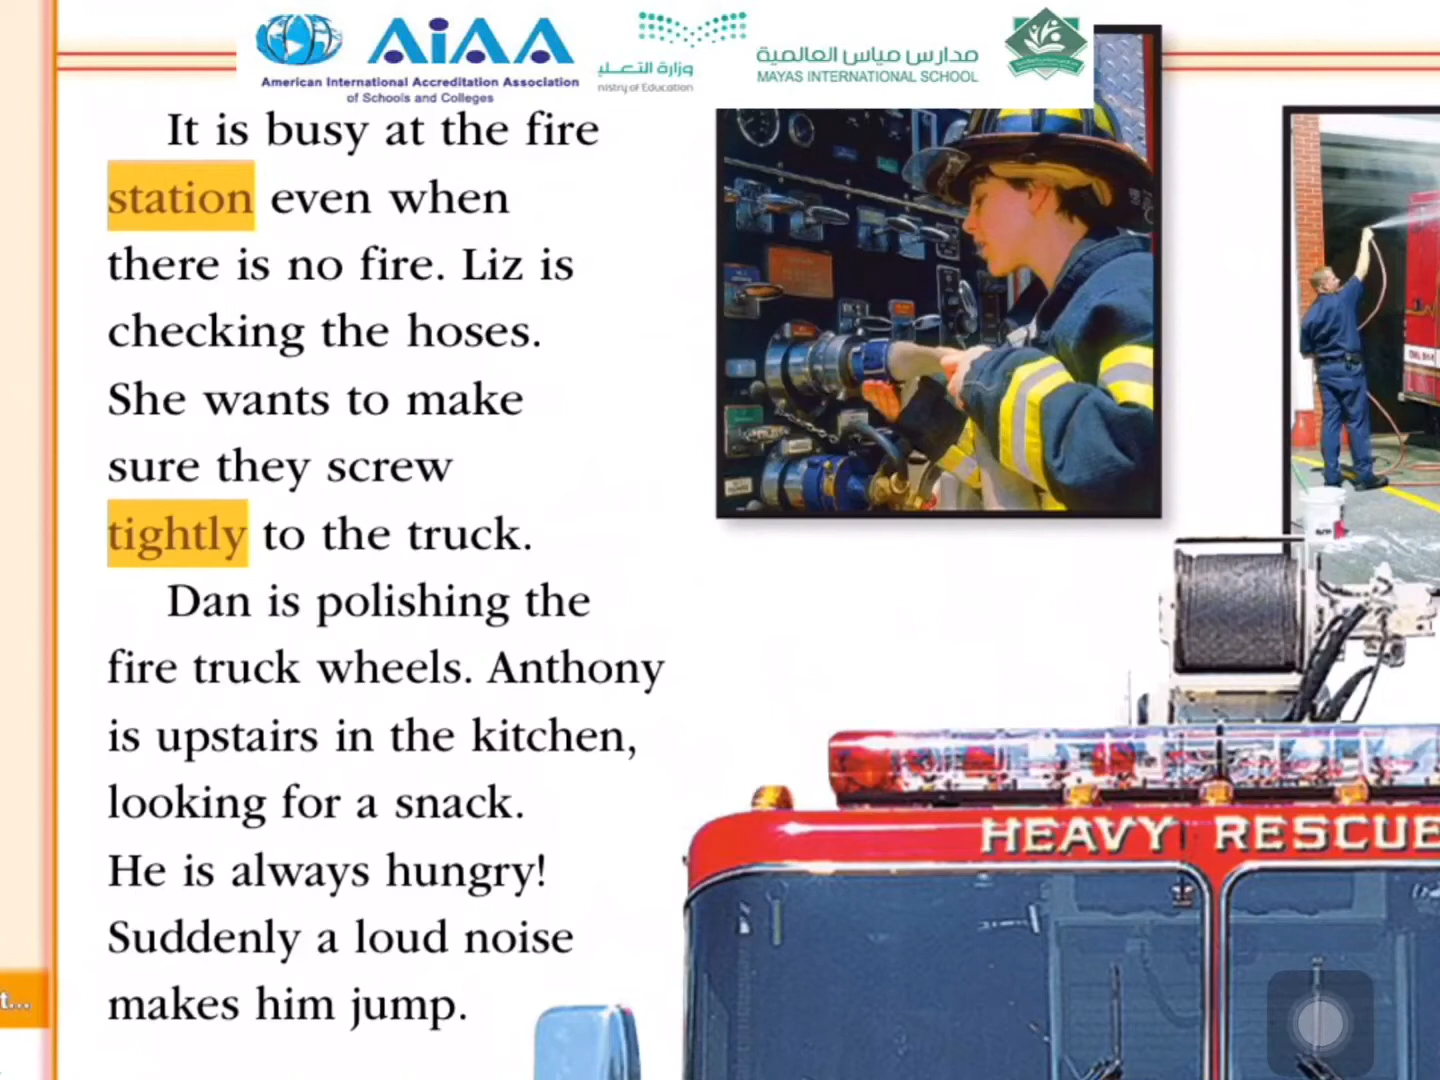 AiAA
American International Accreditation Association
of Schools and Colleges
وزارة التعليـ
nistry of Education
مدارس مياس العالمية
MAYAS INTERNATIONAL SCHOOL
It is busy at the fire
station even when
there is no fire. Liz is
checking the hoses.
She wants to make
sure they screw
tightly to the truck.
Dan is polishing the
fire truck wheels. Anthony
is upstairs in the kitchen,
looking for a snack.
He is always hungry!
Suddenly a loud noise
makes him jump.
HEAVY RESCUE
t...